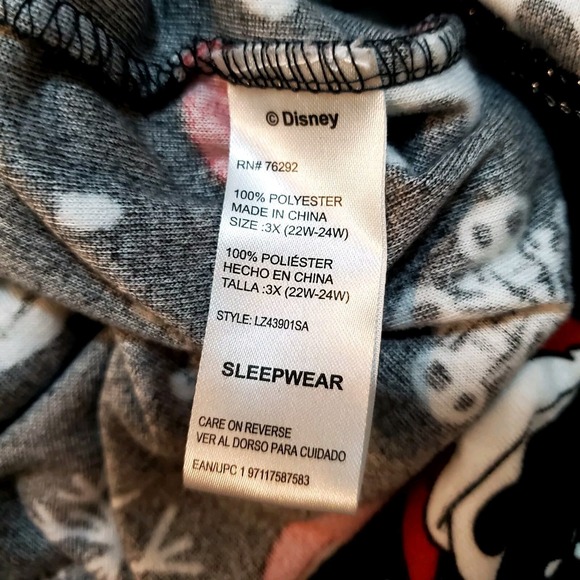 © Disney
RN# 76292
100% POLYESTER
MADE IN CHINA
SIZE :3X (22W-24W)
100% POLIÉSTER
HECHO EN CHINA
TALLA :3X (22W-24W)
STYLE: LZ43901SA
SLEEPWEAR
CARE ON REVERSE
VER AL DORSO PARA CUIDADO
EAN/UPC 1 97117587583